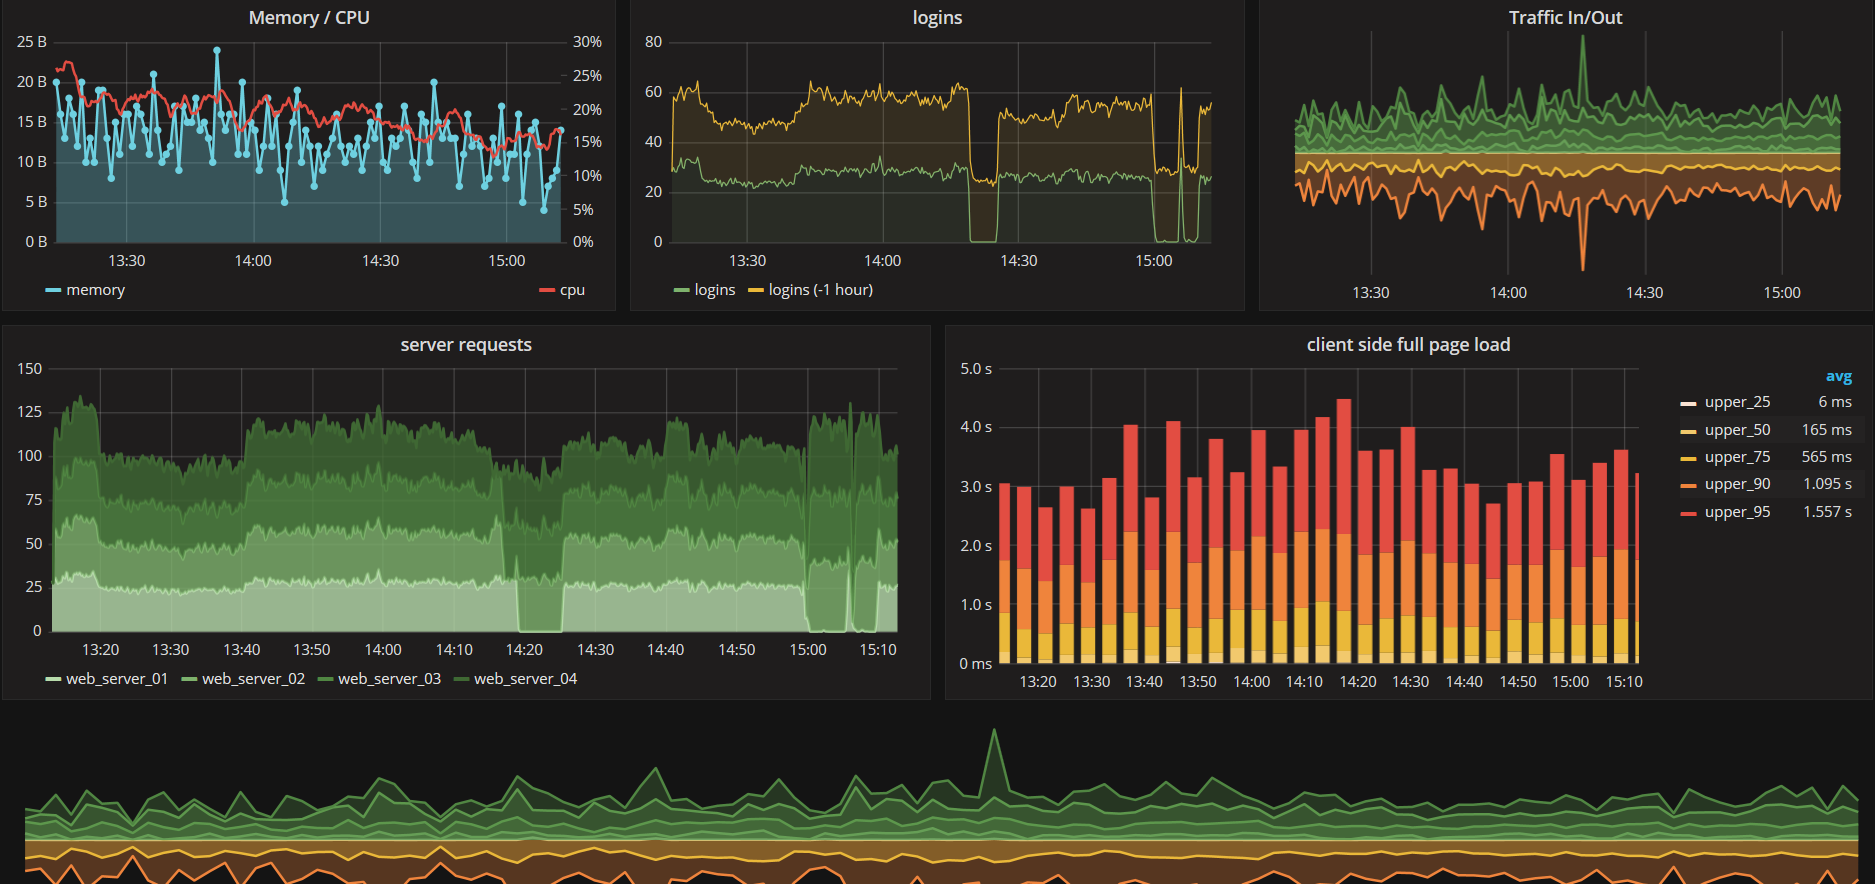 Memory / CPU
25 B
20 B
15 B
10 B
5 B
0 B
30%
25%
20%
15%
10%
5%
0%
13:30 14:00 14:30 15:00
memory cpu
logins
80
60
40
20
0
13:30 14:00 14:30 15:00
logins logins (-1 hour)
Traffic In/Out
13:30 14:00 14:30 15:00
server requests
150
125
100
75
50
25
0
13:20 13:30 13:40 13:50 14:00 14:10 14:20 14:30 14:40 14:50 15:00 15:10
web_server_01 web_server_02 web_server_03 web_server_04
client side full page load
5.0 s
4.0 s
3.0 s
2.0 s
1.0 s
0 ms
13:20 13:30 13:40 13:50 14:00 14:10 14:20 14:30 14:40 14:50 15:00 15:10
avg
upper_25 6 ms
upper_50 165 ms
upper_75 565 ms
upper_90 1.095 s
upper_95 1.557 s